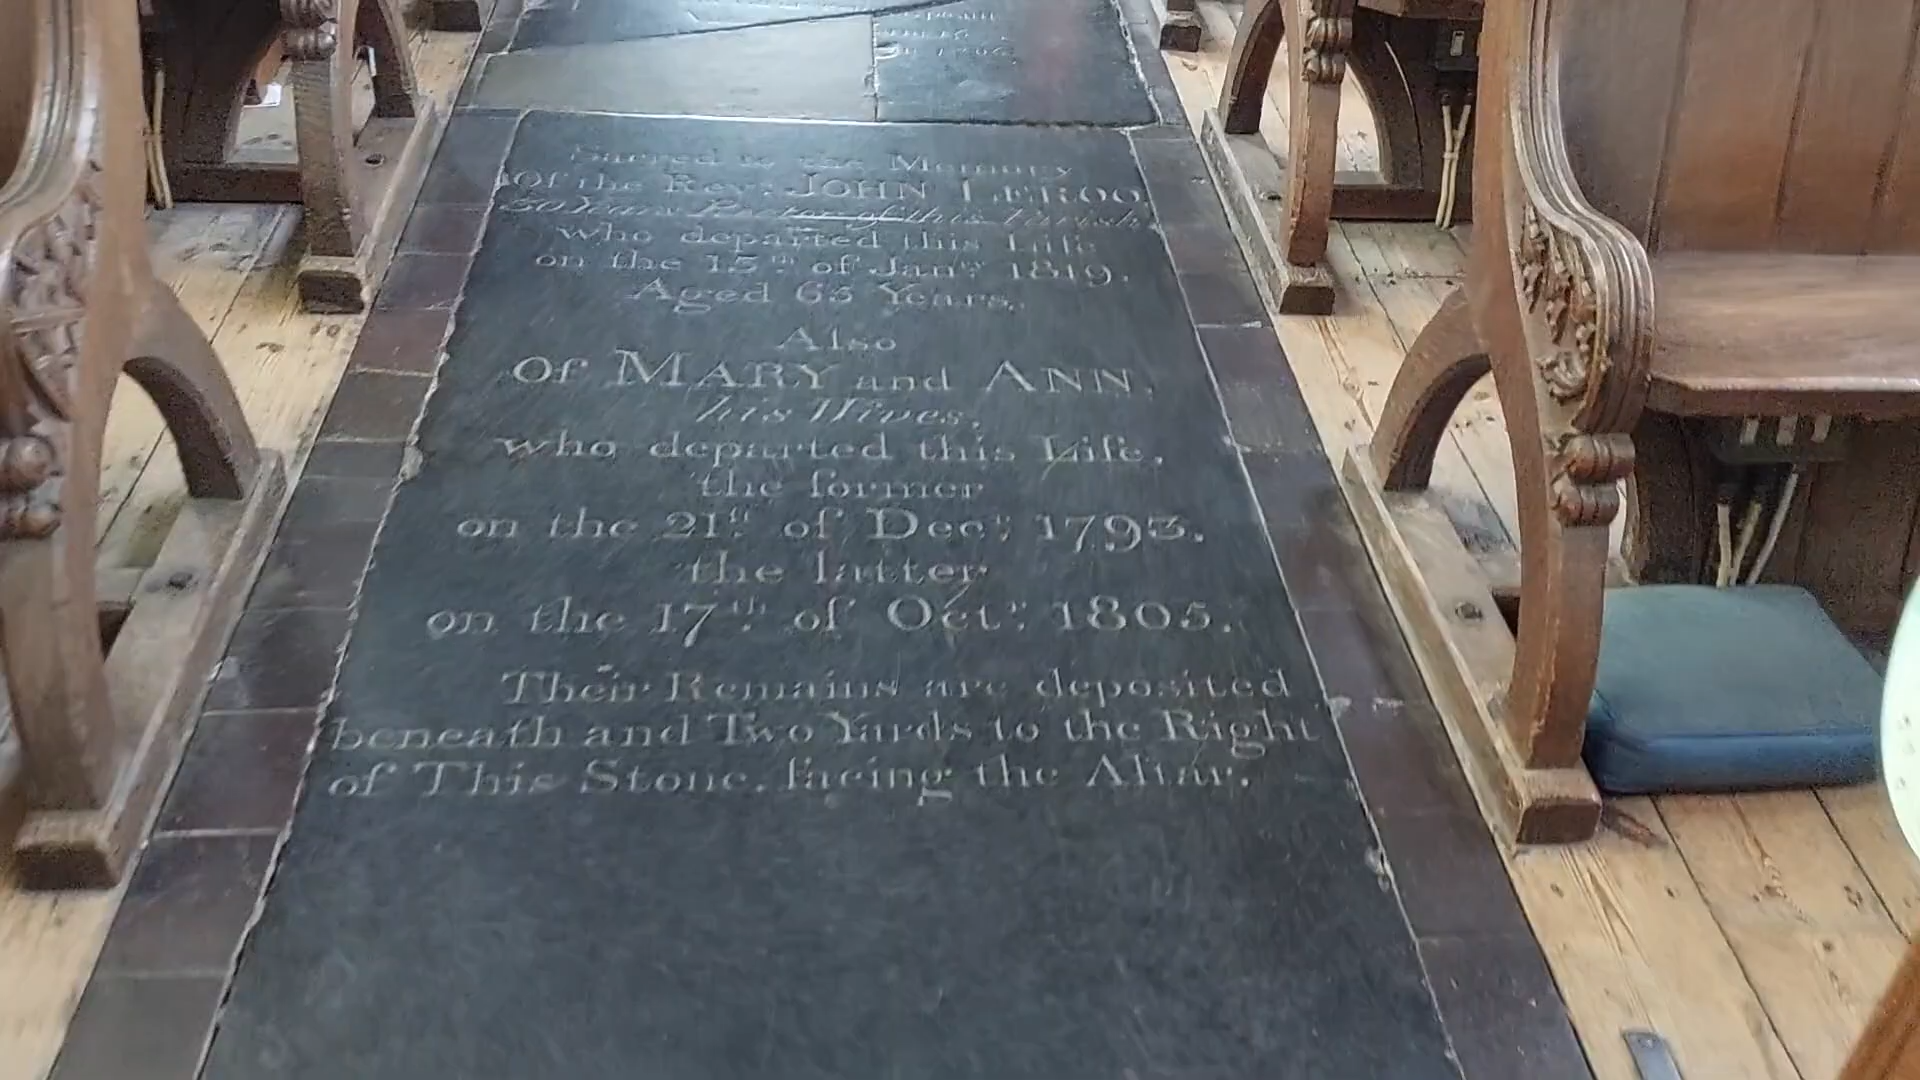 in 1766
Sacred to the Memory
Of the Rev. JOHN LEROO
30 Years Rector of this Parish,
who departed this Life
on the 15th of Jany. 1819.
Aged 65 Years.
Also
Of MARY and ANN,
his Wives,
who departed this Life,
the former
on the 21st of Decr. 1793.
the latter
on the 17th of Octr. 1805.
Their Remains are deposited
beneath and Two Yards to the Right
of This Stone. facing the Altar.